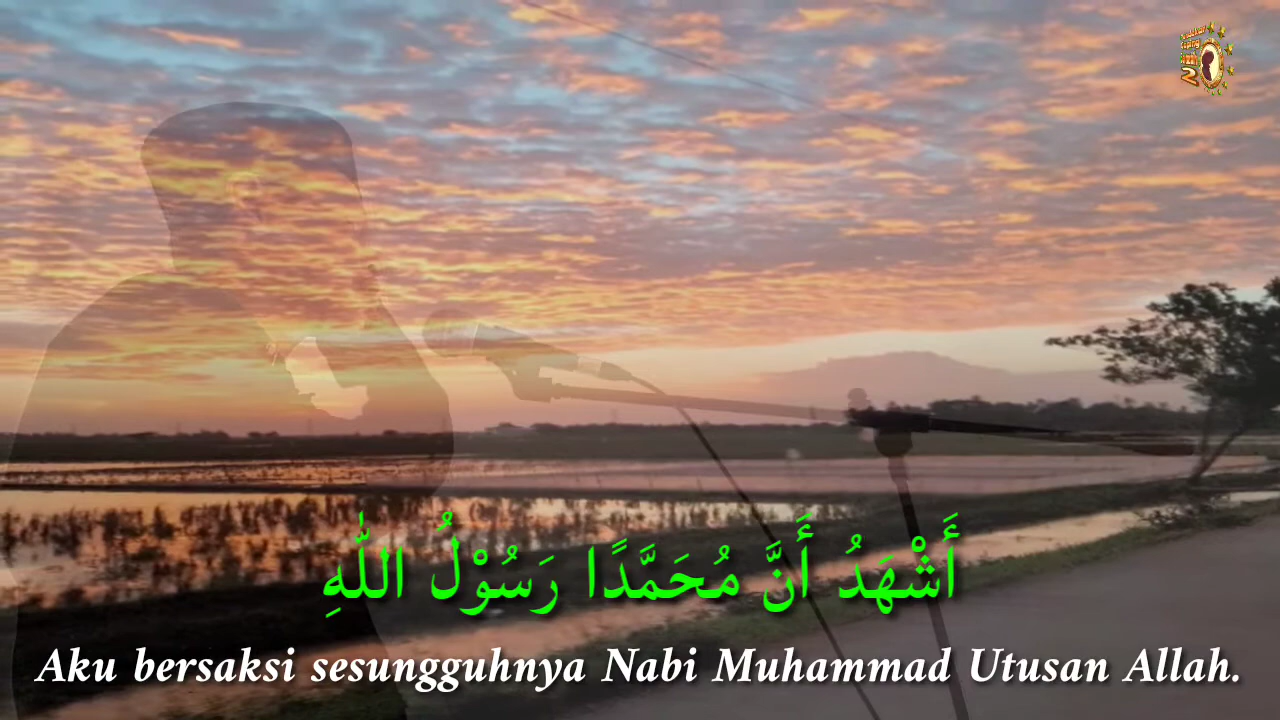 أَشْهَدُ أَنَّ مُحَمَّدًا رَسُوْلُ اللّٰهِ
Aku bersaksi sesungguhnya Nabi Muhammad Utusan Allah.